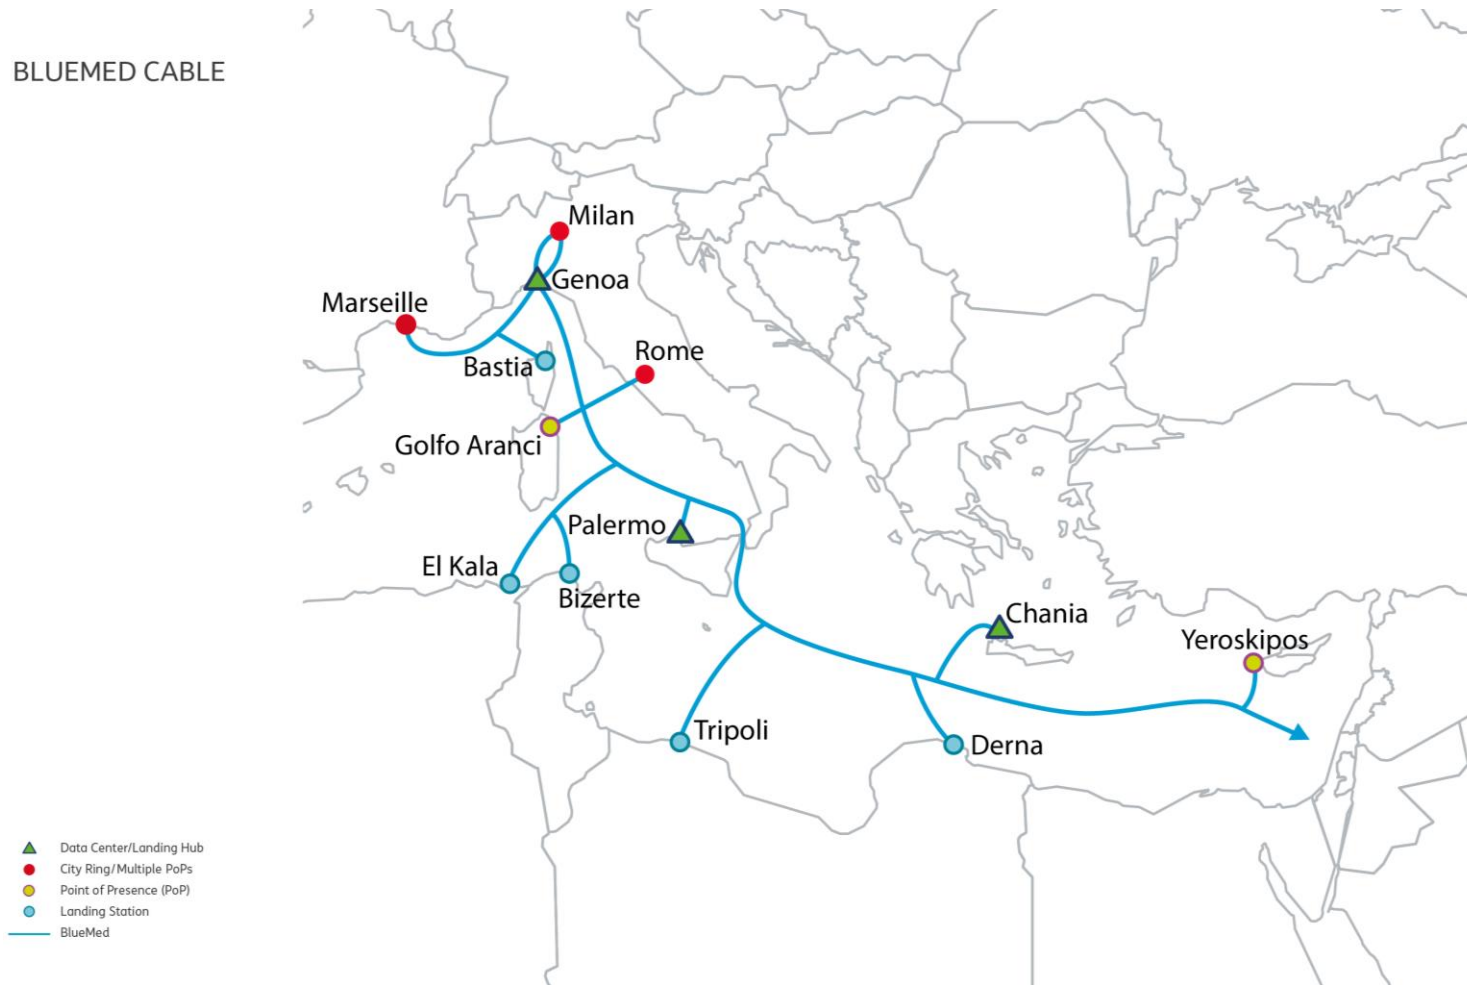 BLUEMED CABLE
Milan
Genoa
Marseille
Rome
Bastia
Golfo Aranci
Palermo
El Kala
Bizerte
Chania
Yeroskipos
Tripoli
Derna
Data Center/Landing Hub
City Ring/Multiple PoPs
Point of Presence (PoP)
Landing Station
BlueMed